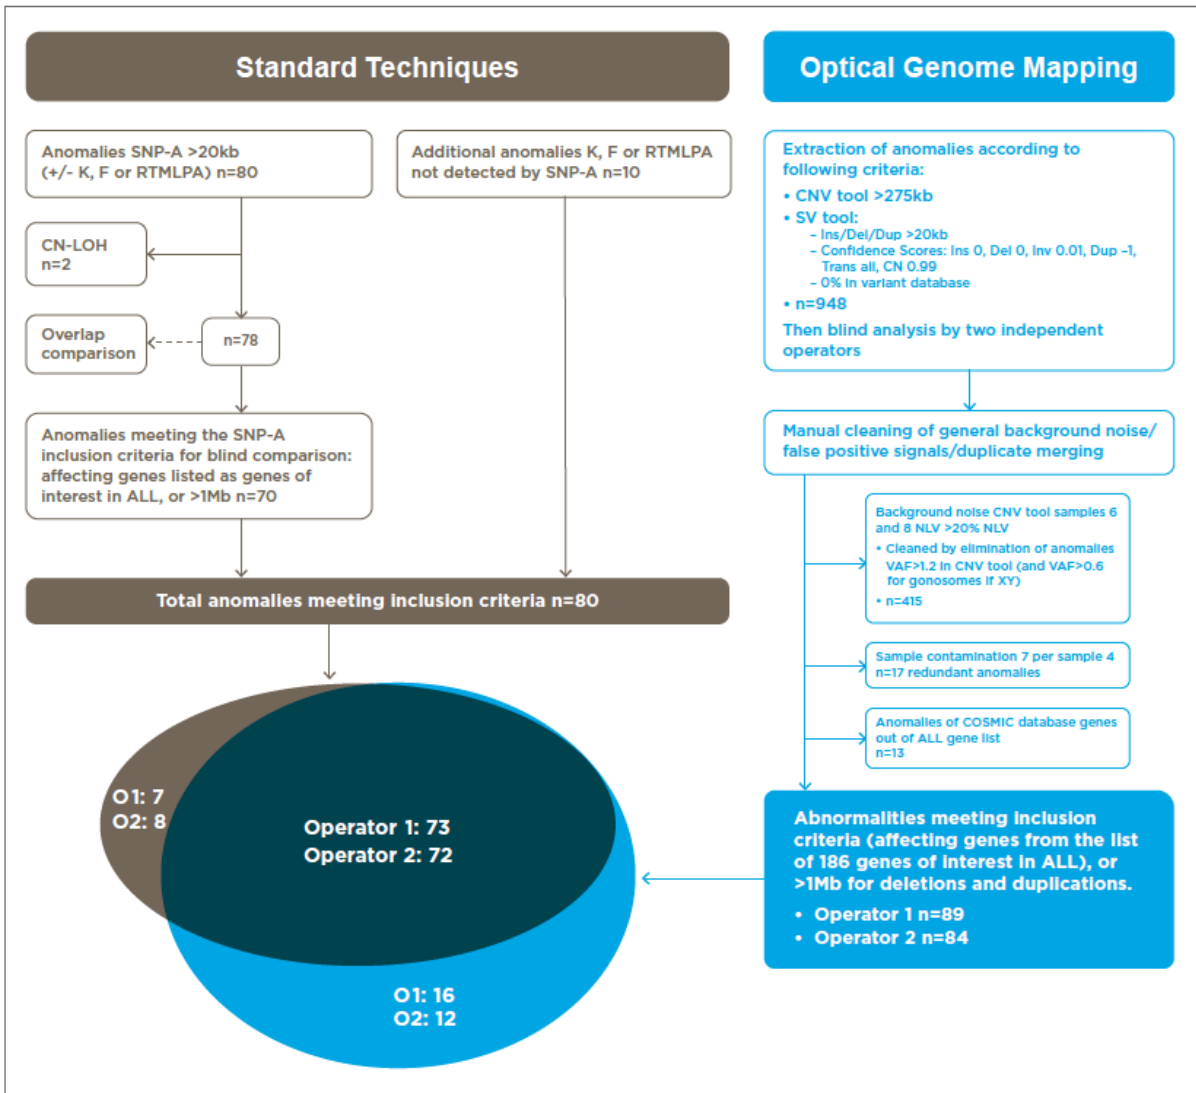 Standard Techniques
Anomalies SNP-A >20kb
(+/- K, F or RTMLPA) n=80
Additional anomalies K, F or RTMLPA
not detected by SNP-A n=10
CN-LOH
n=2
Overlap
comparison
n=78
Anomalies meeting the SNP-A
inclusion criteria for blind comparison:
affecting genes listed as genes of
interest in ALL, or >1Mb n=70
Total anomalies meeting inclusion criteria n=80
O1: 7
O2: 8
Operator 1: 73
Operator 2: 72
O1: 16
O2: 12
Optical Genome Mapping
Extraction of anomalies according to
following criteria:
• CNV tool >275kb
• SV tool:
– Ins/Del/Dup >20kb
– Confidence Scores: Ins 0, Del 0, Inv 0.01, Dup –1,
Trans all, CN 0.99
– 0% in variant database
• n=948
Then blind analysis by two independent
operators
Manual cleaning of general background noise/
false positive signals/duplicate merging
Background noise CNV tool samples 6
and 8 NLV >20% NLV
• Cleaned by elimination of anomalies
VAF>1.2 in CNV tool (and VAF>0.6
for gonosomes if XY)
• n=415
Sample contamination 7 per sample 4
n=17 redundant anomalies
Anomalies of COSMIC database genes
out of ALL gene list
n=13
Abnormalities meeting inclusion
criteria (affecting genes from the list
of 186 genes of interest in ALL), or
>1Mb for deletions and duplications.
• Operator 1 n=89
• Operator 2 n=84